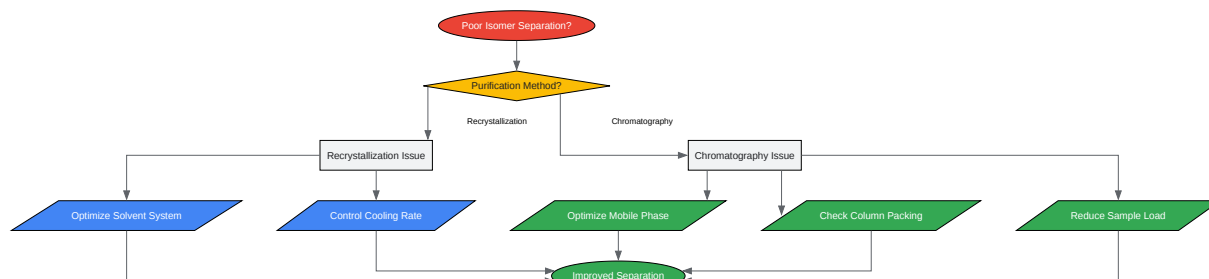 Poor Isomer Separation?
Purification Method?
Recrystallization
Chromatography
Recrystallization Issue
Chromatography Issue
Optimize Solvent System
Control Cooling Rate
Optimize Mobile Phase
Check Column Packing
Reduce Sample Load
Improved Separation